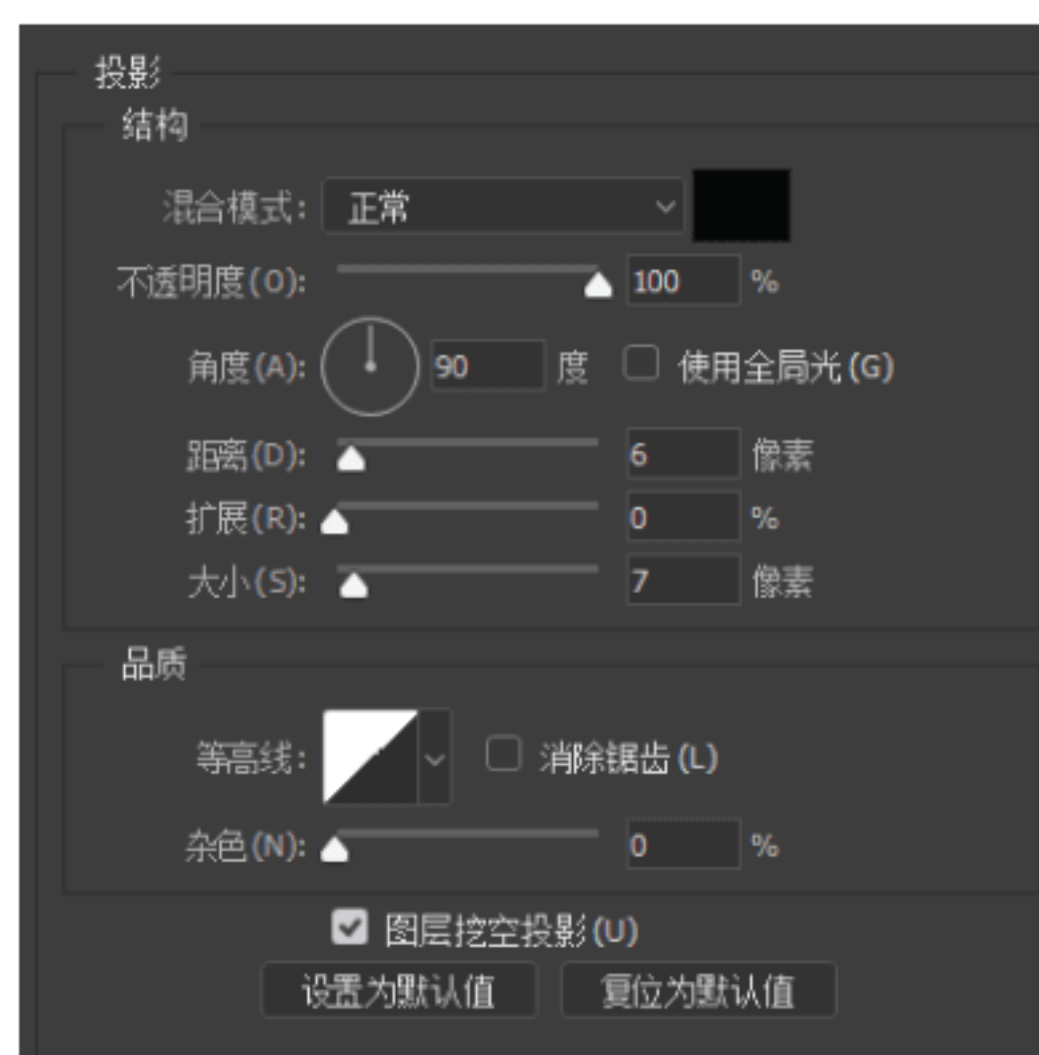 投影
结构
混合模式: 正常
不透明度(O): 100 %
角度(A): 90 度 使用全局光(G)
距离(D): 6 像素
扩展(R): 0 %
大小(S): 7 像素
品质
等高线: 消除锯齿(L)
杂色(N): 0 %
图层挖空投影(U)
设置为默认值 复位为默认值